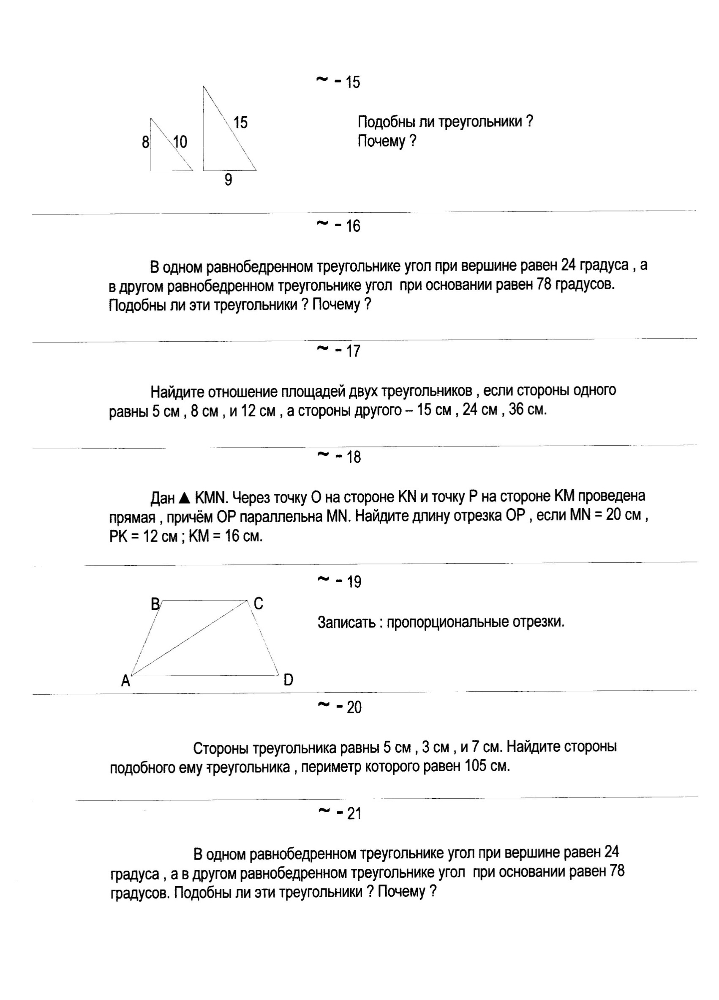 ~ - 15
15
Подобны ли треугольники ?
8 10
Почему ?
9
~ - 16
В одном равнобедренном треугольнике угол при вершине равен 24 градуса , а
в другом равнобедренном треугольнике угол при основании равен 78 градусов.
Подобны ли эти треугольники ? Почему ?
~ - 17
Найдите отношение площадей двух треугольников , если стороны одного
равны 5 см , 8 см , и 12 см , а стороны другого – 15 см , 24 см , 36 см.
~ - 18
Дан ▲ KMN. Через точку O на стороне KN и точку P на стороне KM проведена
прямая , причём OP параллельна MN. Найдите длину отрезка OP , если MN = 20 см ,
PK = 12 см ; KM = 16 см.
~ - 19
B C
Записать : пропорциональные отрезки.
A D
~ - 20
Стороны треугольника равны 5 см , 3 см , и 7 см. Найдите стороны
подобного ему треугольника , периметр которого равен 105 см.
~ - 21
В одном равнобедренном треугольнике угол при вершине равен 24
градуса , а в другом равнобедренном треугольнике угол при основании равен 78
градусов. Подобны ли эти треугольники ? Почему ?